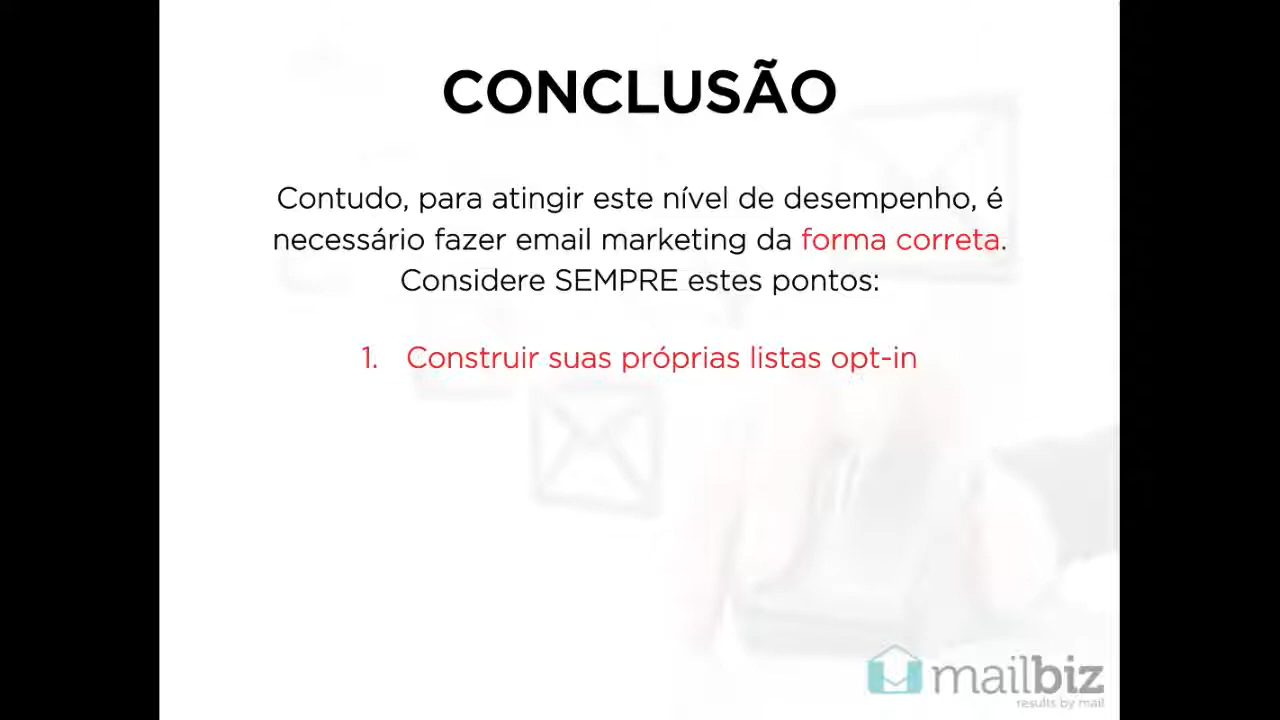 CONCLUSÃO
Contudo, para atingir este nível de desempenho, é
necessário fazer email marketing da forma correta.
Considere SEMPRE estes pontos:
1. Construir suas próprias listas opt-in
mailbiz
results by mail